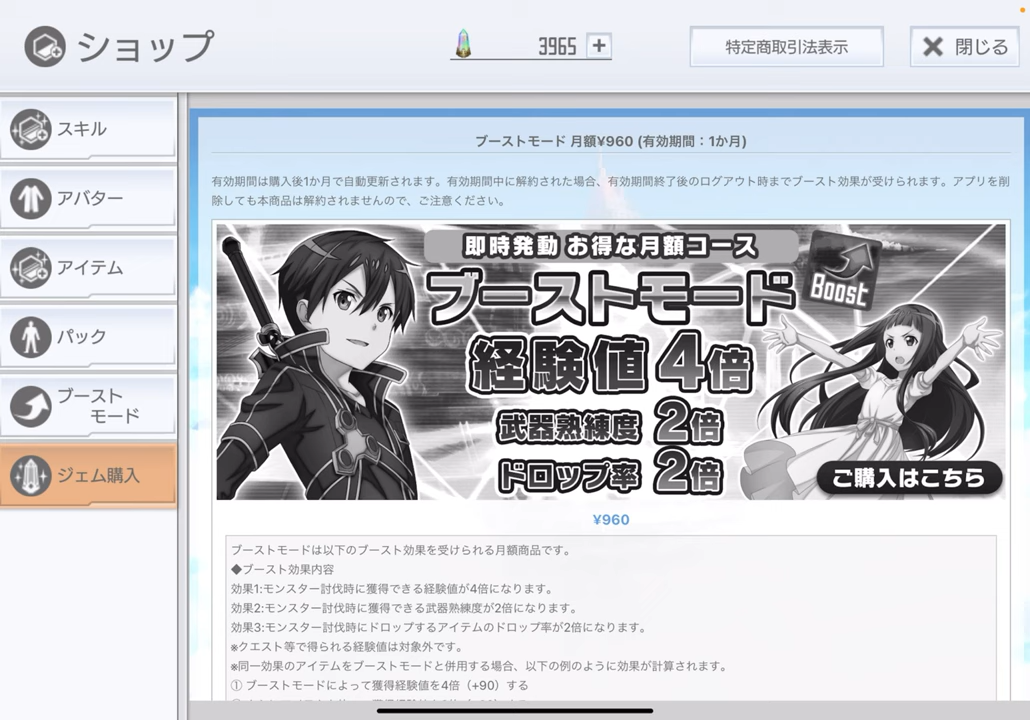 ショップ
3965
特定商取引法表示
閉じる
スキル
アバター
アイテム
パック
ブースト
モード
ジェム購入
ブーストモード 月額¥960 (有効期間：1か月)
有効期間は購入後1か月で自動更新されます。有効期間中に解約された場合、有効期間終了後のログアウト時までブースト効果が受けられます。アプリを削
除しても本商品は解約されませんので、ご注意ください。
即時発動 お得な月額コース
ブーストモード
Boost
経験値 4倍
武器熟練度 2倍
ドロップ率 2倍
ご購入はこちら
¥960
ブーストモードは以下のブースト効果を受けられる月額商品です。
◆ブースト効果内容
効果1:モンスター討伐時に獲得できる経験値が4倍になります。
効果2:モンスター討伐時に獲得できる武器熟練度が2倍になります。
効果3:モンスター討伐時にドロップするアイテムのドロップ率が2倍になります。
※クエスト等で得られる経験値は対象外です。
※同一効果のアイテムをブーストモードと併用する場合、以下の例のように効果が計算されます。
① ブーストモードによって獲得経験値を4倍（+90）する